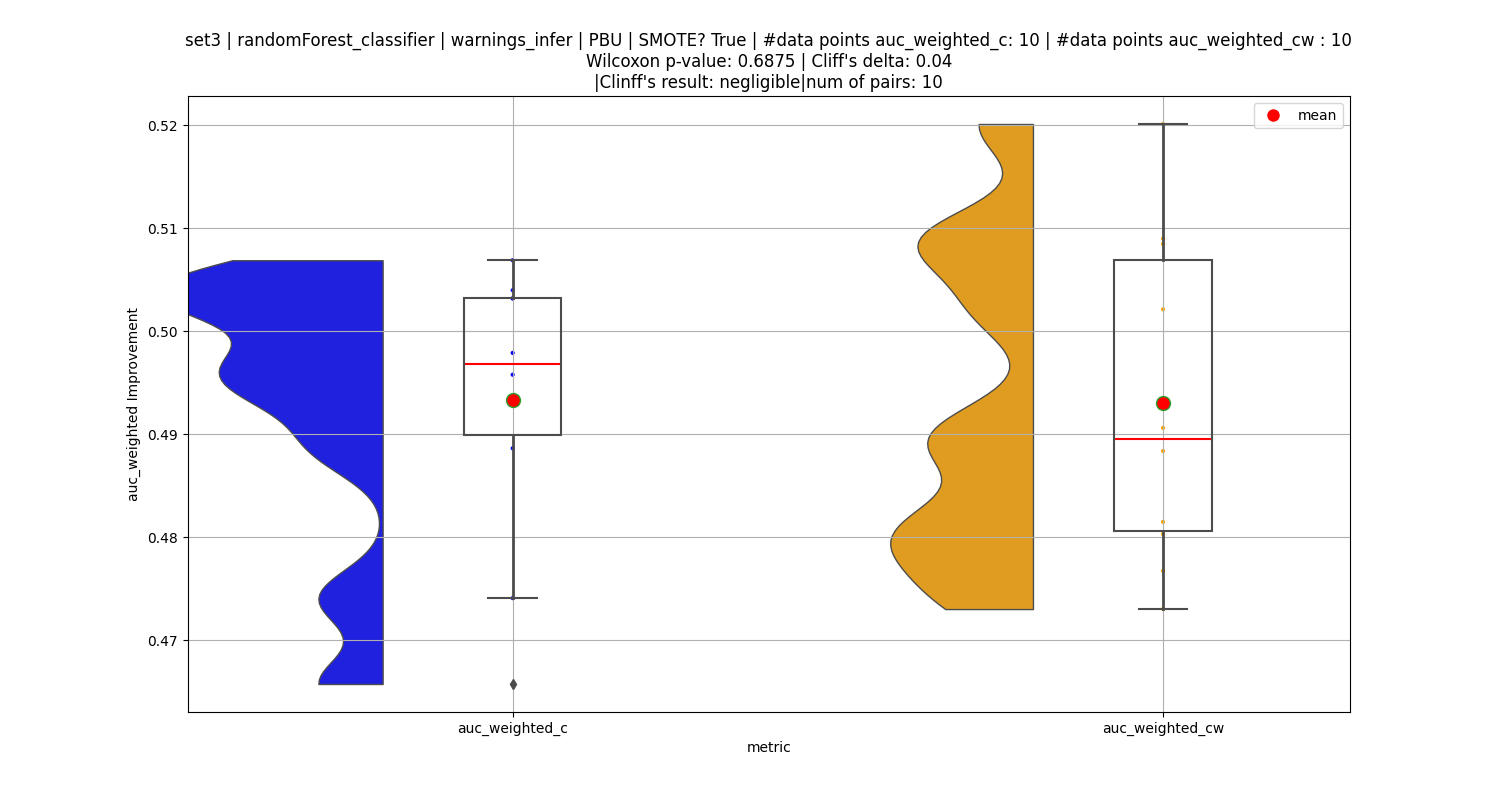 set3 | randomForest_classifier | warnings_infer | PBU | SMOTE? True | #data points auc_weighted_c: 10 | #data points auc_weighted_cw : 10
Wilcoxon p-value: 0.6875 | Cliff's delta: 0.04
|Clinff's result: negligible|num of pairs: 10
mean
0.52
0.51
0.50
0.49
0.48
0.47
auc_weighted Improvement
auc_weighted_c
auc_weighted_cw
metric